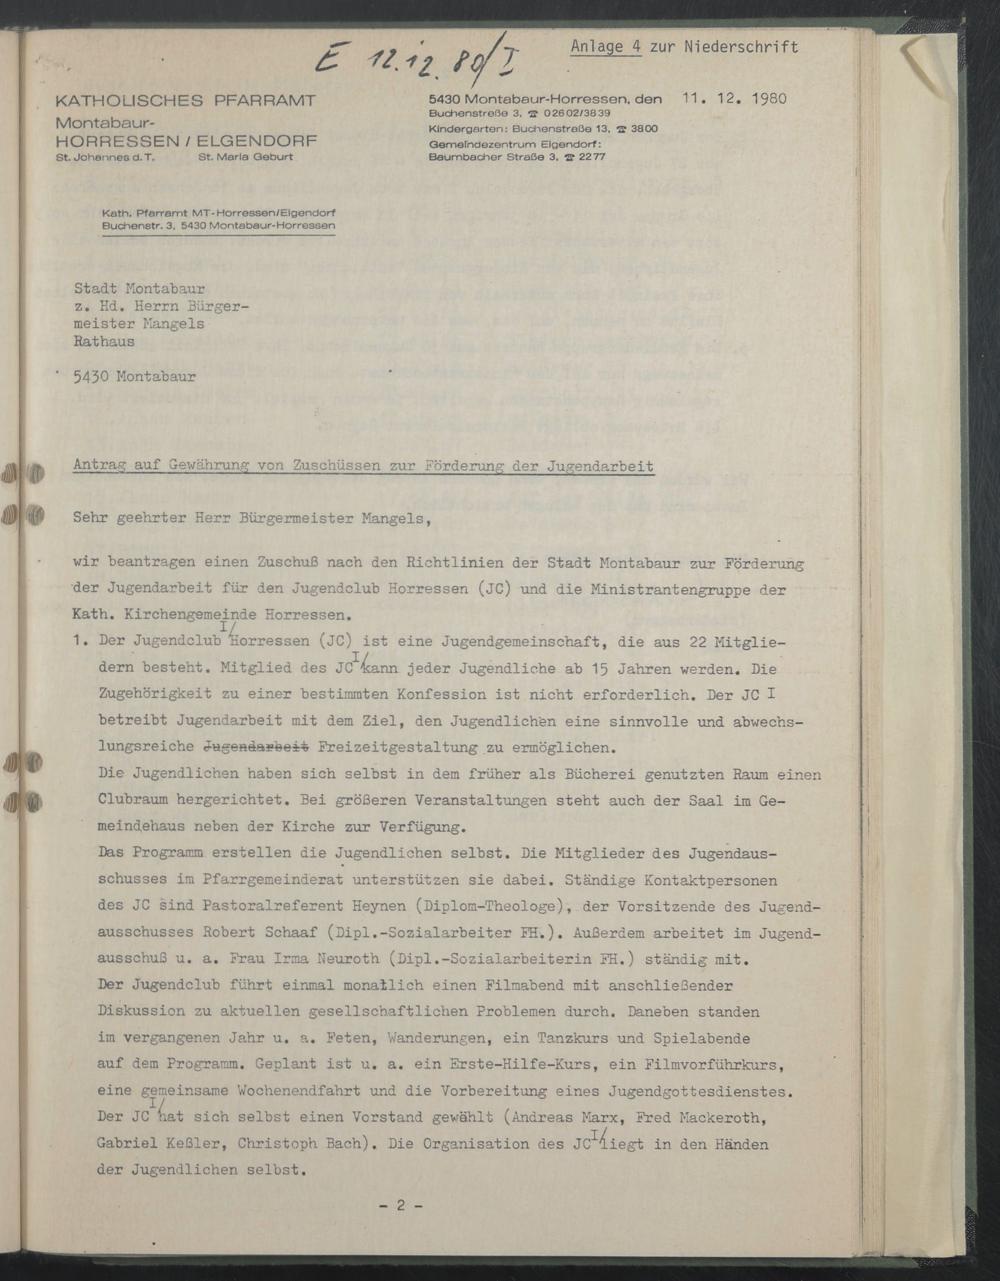 Anlage 4 zur Niederschrift
E 12.12.80/I
KATHOLISCHES PFARRAMT
Montabaur-
HORRESSEN / ELGENDORF
St. Johannes d. T. St. Maria Geburt
5430 Montabaur-Horressen, den 11. 12. 1980
Buchenstraße 3, ☎ 02602/3839
Kindergarten: Buchenstraße 13, ☎ 3800
Gemeindezentrum Elgendorf:
Baumbacher Straße 3, ☎ 2277
Kath. Pfarramt MT-Horressen/Elgendorf
Buchenstr. 3, 5430 Montabaur-Horressen
Stadt Montabaur
z. Hd. Herrn Bürger-
meister Mangels
Rathaus
5430 Montabaur
Antrag auf Gewährung von Zuschüssen zur Förderung der Jugendarbeit
Sehr geehrter Herr Bürgermeister Mangels,
wir beantragen einen Zuschuß nach den Richtlinien der Stadt Montabaur zur Förderung
der Jugendarbeit für den Jugendclub Horressen (JC) und die Ministrantengruppe der
Kath. Kirchengemeinde Horressen.
1. Der Jugendclub I/ Horressen (JC) ist eine Jugendgemeinschaft, die aus 22 Mitglie-
dern besteht. Mitglied des JC I/ kann jeder Jugendliche ab 15 Jahren werden. Die
Zugehörigkeit zu einer bestimmten Konfession ist nicht erforderlich. Der JC I
betreibt Jugendarbeit mit dem Ziel, den Jugendlichen eine sinnvolle und abwechs-
lungsreiche Jugendarbeit Freizeitgestaltung zu ermöglichen.
Die Jugendlichen haben sich selbst in dem früher als Bücherei genutzten Raum einen
Clubraum hergerichtet. Bei größeren Veranstaltungen steht auch der Saal im Ge-
meindehaus neben der Kirche zur Verfügung.
Das Programm erstellen die Jugendlichen selbst. Die Mitglieder des Jugendaus-
schusses im Pfarrgemeinderat unterstützen sie dabei. Ständige Kontaktpersonen
des JC sind Pastoralreferent Heynen (Diplom-Theologe), der Vorsitzende des Jugend-
ausschusses Robert Schaaf (Dipl.-Sozialarbeiter FH.). Außerdem arbeitet im Jugend-
ausschuß u. a. Frau Irma Neuroth (Dipl.-Sozialarbeiterin FH.) ständig mit.
Der Jugendclub führt einmal monatlich einen Filmabend mit anschließender
Diskussion zu aktuellen gesellschaftlichen Problemen durch. Daneben standen
im vergangenen Jahr u. a. Feten, Wanderungen, ein Tanzkurs und Spielabende
auf dem Programm. Geplant ist u. a. ein Erste-Hilfe-Kurs, ein Filmvorführkurs,
eine gemeinsame Wochenendfahrt und die Vorbereitung eines Jugendgottesdienstes.
Der JC I/ hat sich selbst einen Vorstand gewählt (Andreas Marx, Fred Mackeroth,
Gabriel Keßler, Christoph Bach). Die Organisation des JC I/ liegt in den Händen
der Jugendlichen selbst.
- 2 -